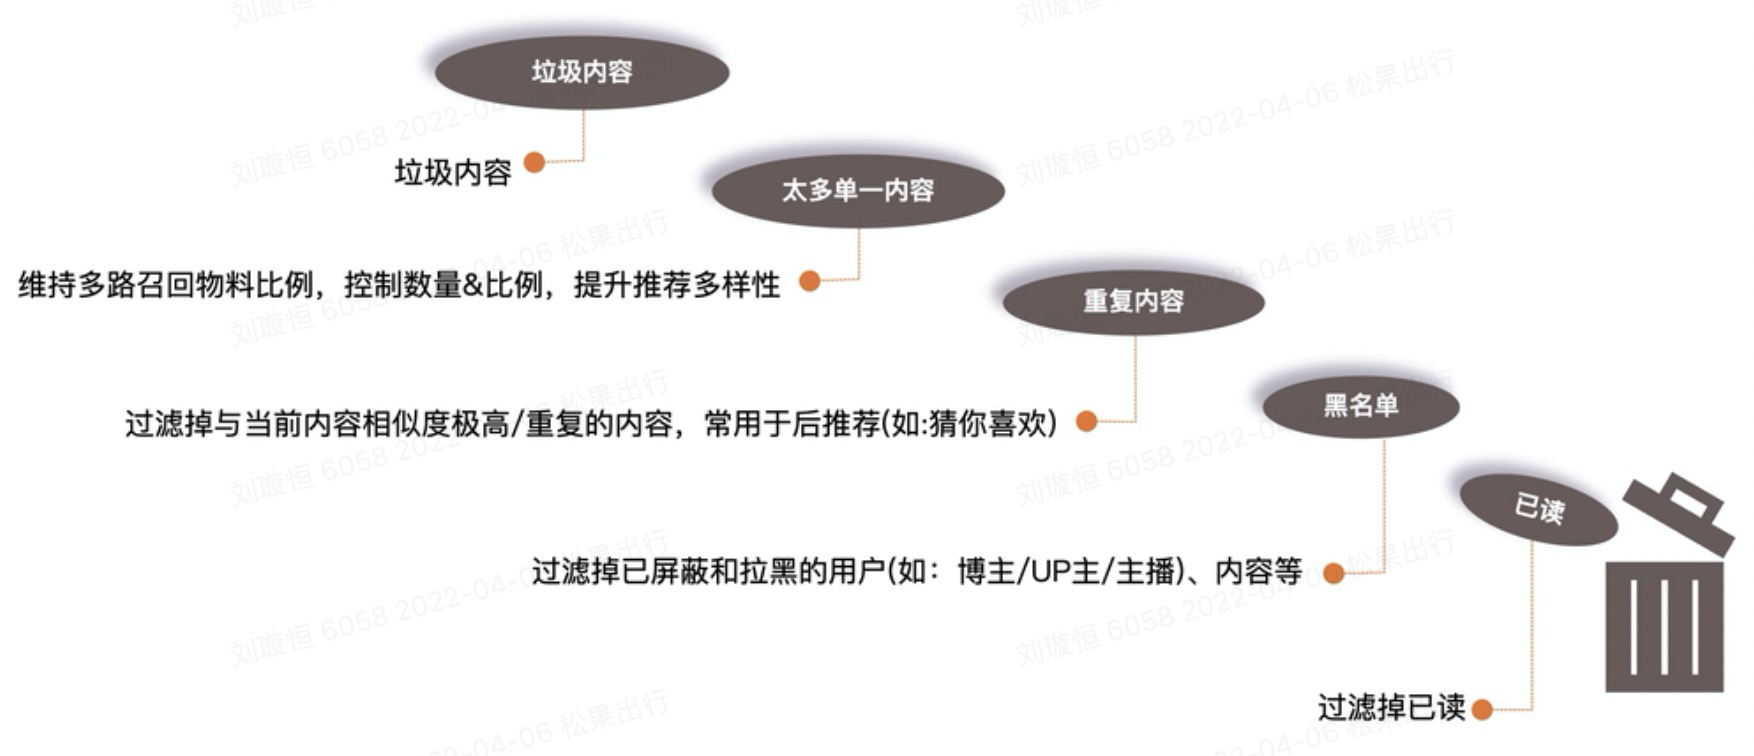 垃圾内容
垃圾内容
太多单一内容
维持多路召回物料比例，控制数量&比例，提升推荐多样性
重复内容
过滤掉与当前内容相似度极高/重复的内容，常用于后推荐(如:猜你喜欢)
黑名单
过滤掉已屏蔽和拉黑的用户(如：博主/UP主/主播)、内容等
已读
过滤掉已读
刘璇恒 6058 2022-04-06 松果出行